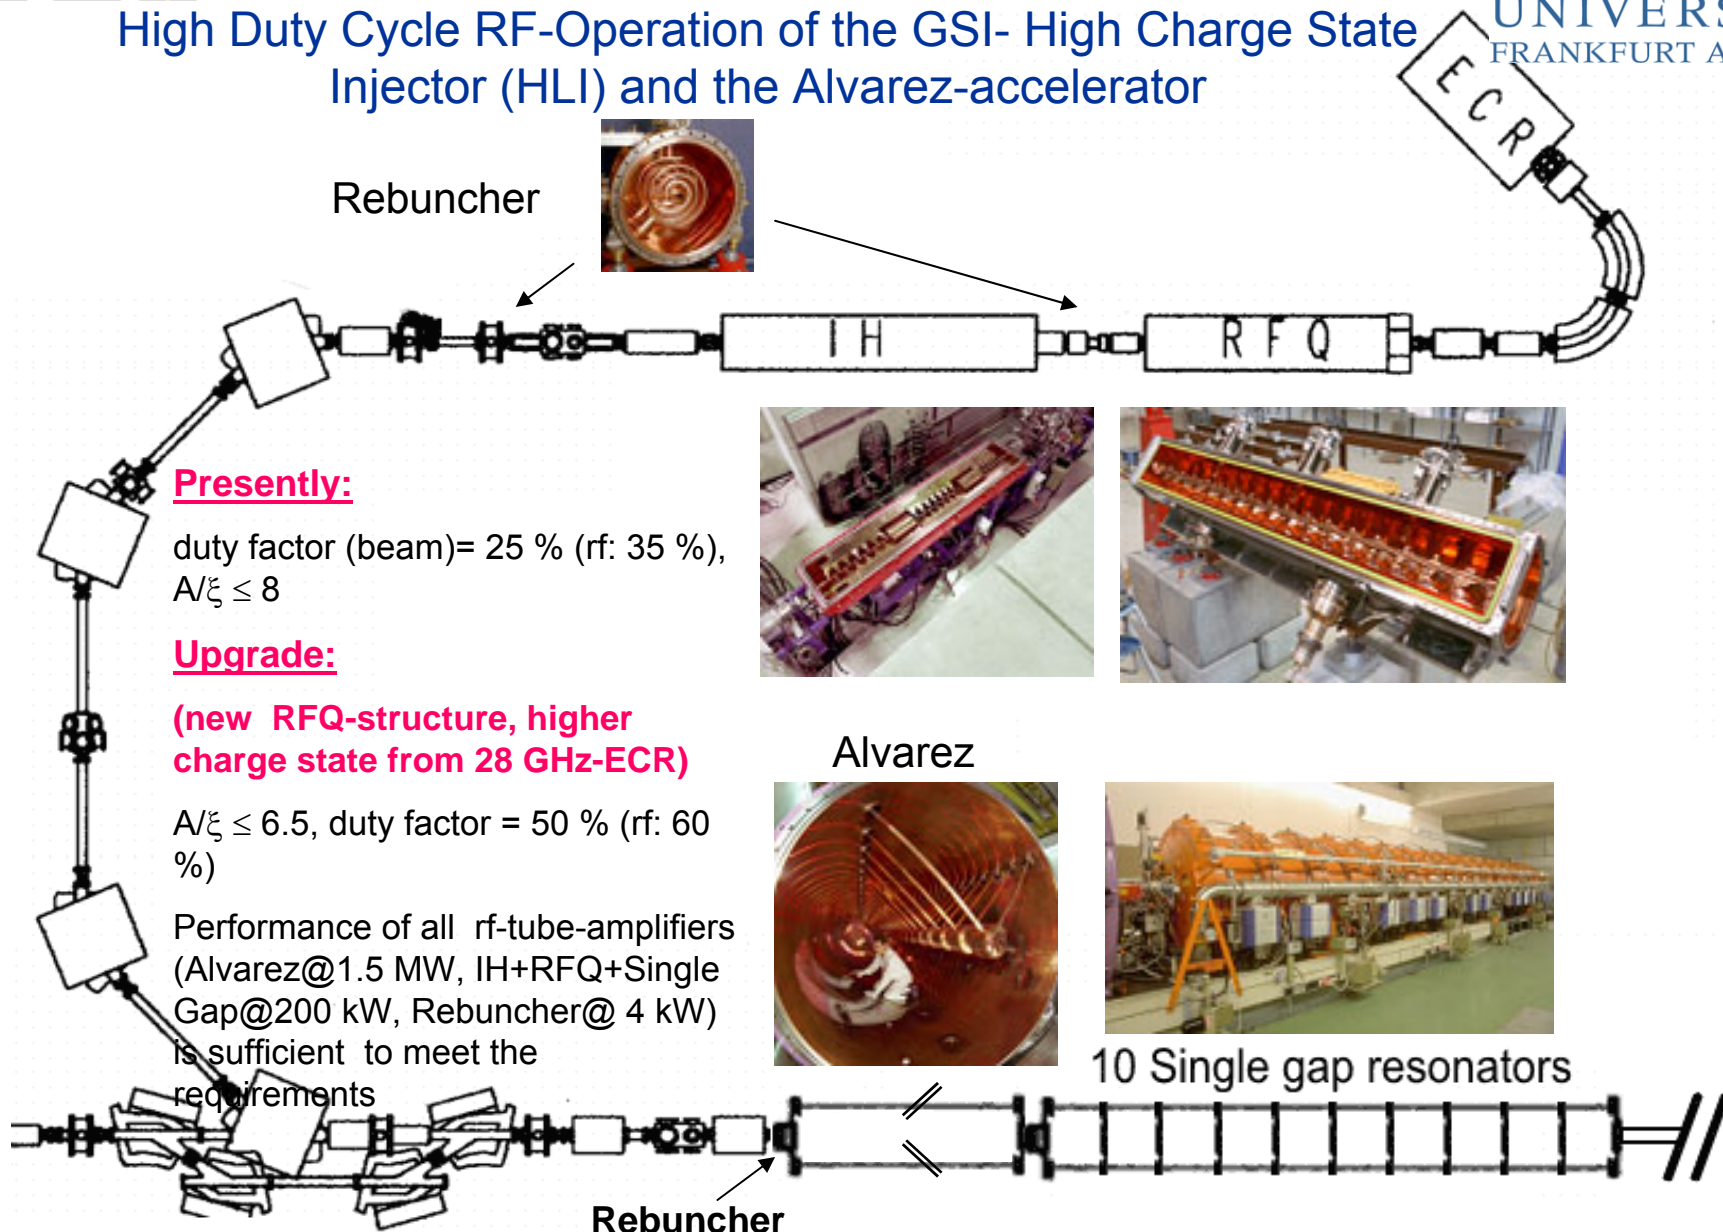 High Duty Cycle RF-Operation of the GSI- High Charge State
Injector (HLI) and the Alvarez-accelerator
UNIVERS
FRANKFURT A
ECR
Rebuncher
IH
RFQ
Presently:
duty factor (beam)= 25 % (rf: 35 %),
A/ξ ≤ 8
Upgrade:
(new RFQ-structure, higher
charge state from 28 GHz-ECR)
A/ξ ≤ 6.5, duty factor = 50 % (rf: 60
%)
Performance of all rf-tube-amplifiers
(Alvarez@1.5 MW, IH+RFQ+Single
Gap@200 kW, Rebuncher@ 4 kW)
is sufficient to meet the
requirements
Alvarez
10 Single gap resonators
Rebuncher